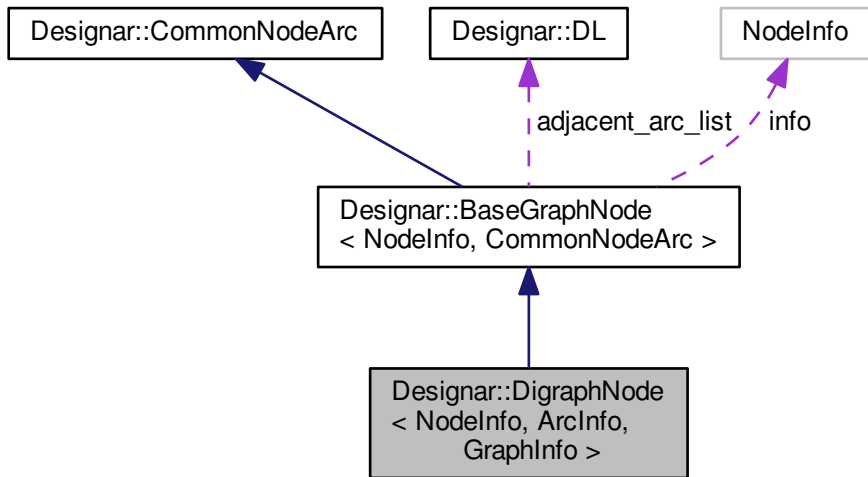 Designar::CommonNodeArc
Designar::DL
NodeInfo
adjacent_arc_list
info
Designar::BaseGraphNode
< NodeInfo, CommonNodeArc >
Designar::DigraphNode
< NodeInfo, ArcInfo,
GraphInfo >